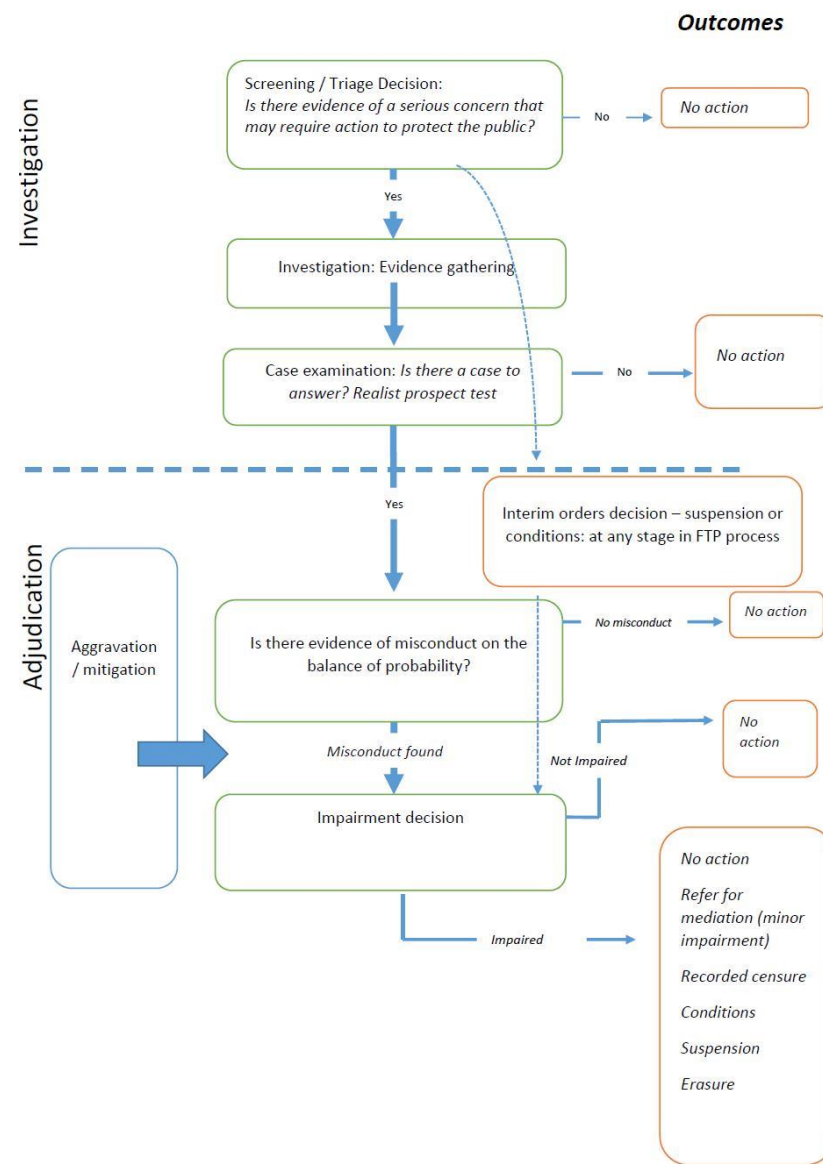 Outcomes
Investigation
Screening / Triage Decision:
Is there evidence of a serious concern that
may require action to protect the public?
No
No action
Yes
Investigation: Evidence gathering
Case examination: Is there a case to
answer? Realist prospect test
No
No action
Yes
Interim orders decision – suspension or
conditions: at any stage in FTP process
Adjudication
Aggravation
/ mitigation
Is there evidence of misconduct on the
balance of probability?
No misconduct
No action
Misconduct found
Not Impaired
No
action
Impairment decision
Impaired
No action
Refer for
mediation (minor
impairment)
Recorded censure
Conditions
Suspension
Erasure